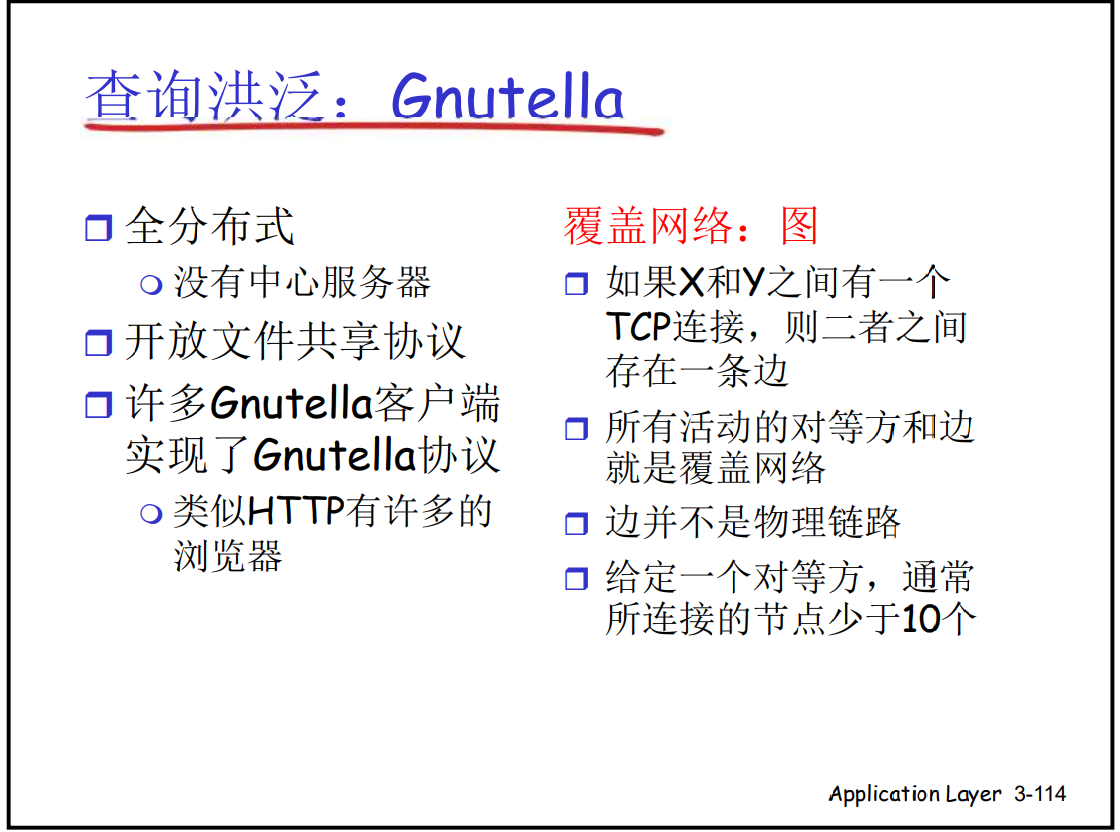 查询洪泛：Gnutella
全分布式
没有中心服务器
开放文件共享协议
许多Gnutella客户端
实现了Gnutella协议
类似HTTP有许多的
浏览器
覆盖网络：图
如果X和Y之间有一个
TCP连接，则二者之间
存在一条边
所有活动的对等方和边
就是覆盖网络
边并不是物理链路
给定一个对等方，通常
所连接的节点少于10个
Application Layer 3-114